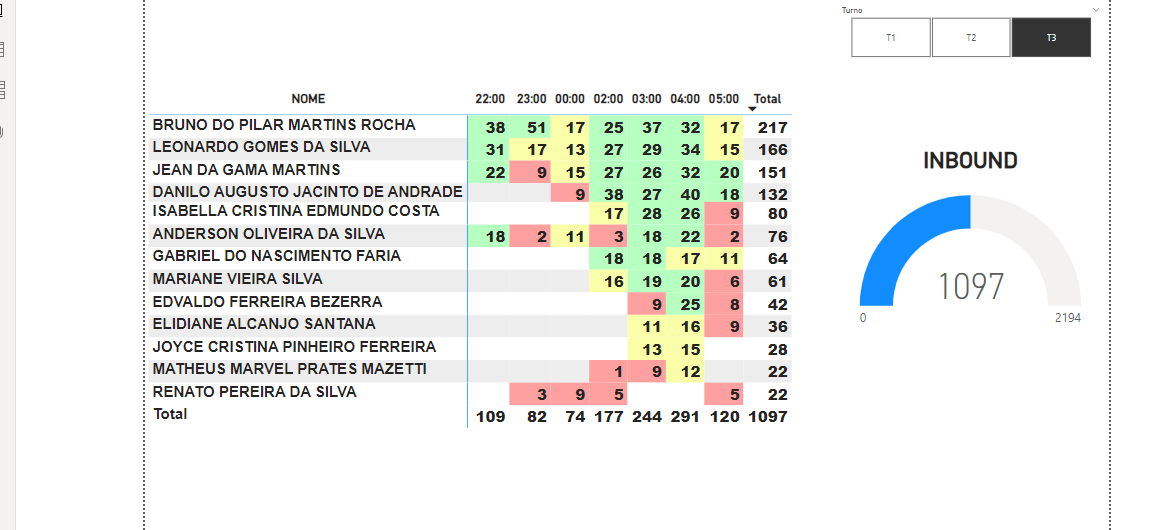 Turno
T1 T2 T3
NOME 22:00 23:00 00:00 02:00 03:00 04:00 05:00 Total
BRUNO DO PILAR MARTINS ROCHA 38 51 17 25 37 32 17 217
LEONARDO GOMES DA SILVA 31 17 13 27 29 34 15 166
JEAN DA GAMA MARTINS 22 9 15 27 26 32 20 151
DANILO AUGUSTO JACINTO DE ANDRADE 9 38 27 40 18 132
ISABELLA CRISTINA EDMUNDO COSTA 17 28 26 9 80
ANDERSON OLIVEIRA DA SILVA 18 2 11 3 18 22 2 76
GABRIEL DO NASCIMENTO FARIA 18 18 17 11 64
MARIANE VIEIRA SILVA 16 19 20 6 61
EDVALDO FERREIRA BEZERRA 9 25 8 42
ELIDIANE ALCANJO SANTANA 11 16 9 36
JOYCE CRISTINA PINHEIRO FERREIRA 13 15 28
MATHEUS MARVEL PRATES MAZETTI 1 9 12 22
RENATO PEREIRA DA SILVA 3 9 5 5 22
Total 109 82 74 177 244 291 120 1097
INBOUND
1097
0 2194